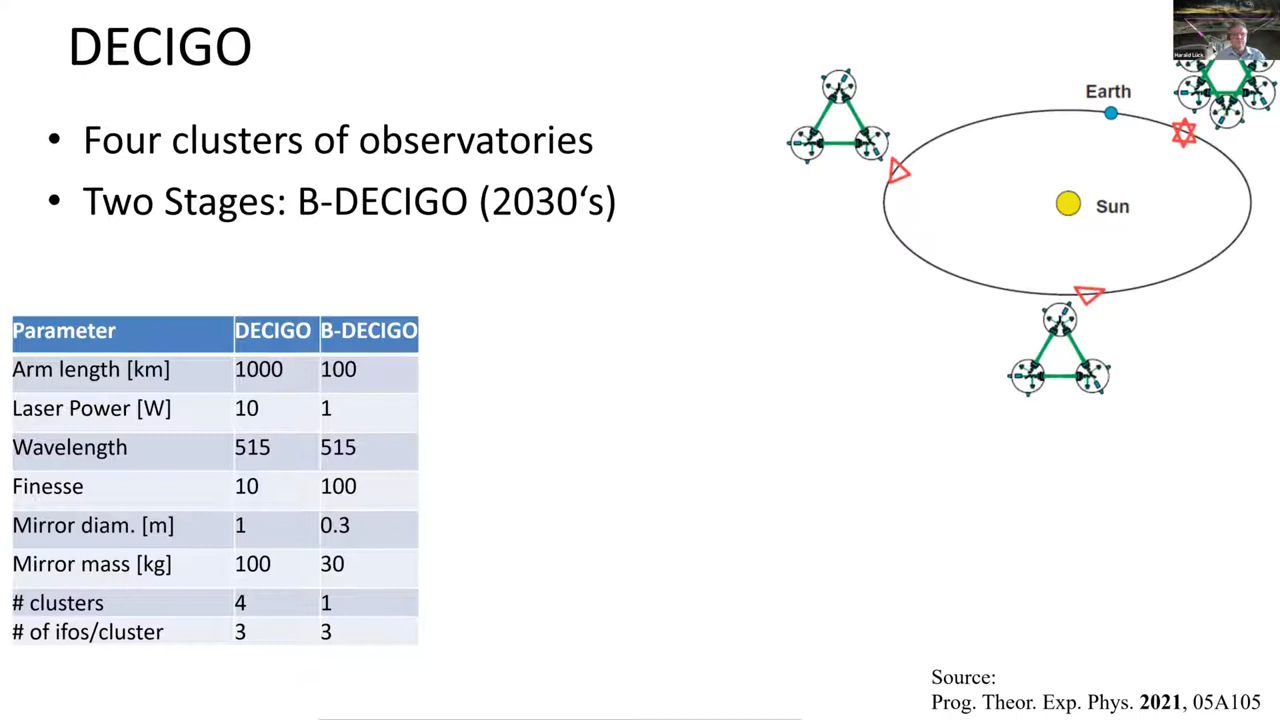 DECIGO
• Four clusters of observatories
• Two Stages: B-DECIGO (2030‘s)
Harald Lück
Earth
Sun
Parameter DECIGO B-DECIGO
Arm length [km] 1000 100
Laser Power [W] 10 1
Wavelength 515 515
Finesse 10 100
Mirror diam. [m] 1 0.3
Mirror mass [kg] 100 30
# clusters 4 1
# of ifos/cluster 3 3
Source:
Prog. Theor. Exp. Phys. 2021, 05A105